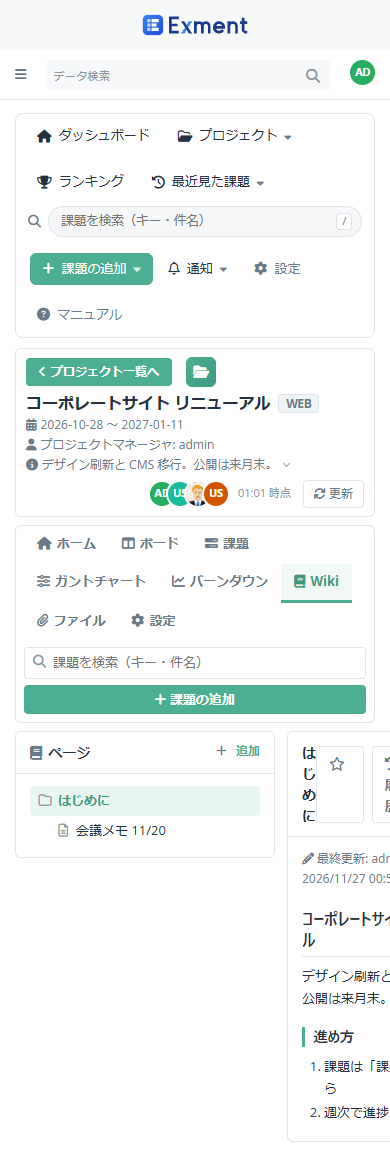 Exment
データ検索
AD
ダッシュボード
プロジェクト
ランキング
最近見た課題
課題を検索（キー・件名）
/
課題の追加
通知
設定
マニュアル
プロジェクト一覧へ
コーポレートサイト リニューアル WEB
2026-10-28 ～ 2027-01-11
プロジェクトマネージャ: admin
デザイン刷新と CMS 移行。公開は来月末。
AD US US 01:01 時点 更新
ホーム ボード 課題
ガントチャート バーンダウン Wiki
ファイル 設定
課題を検索（キー・件名）
課題の追加
ページ 追加
はじめに
会議メモ 11/20
はじめに
最終更新: adm
2026/11/27 00:5
コーポレートサイ
ル
デザイン刷新と
公開は来月末。
進め方
1. 課題は「課
ら
2. 週次で進捗